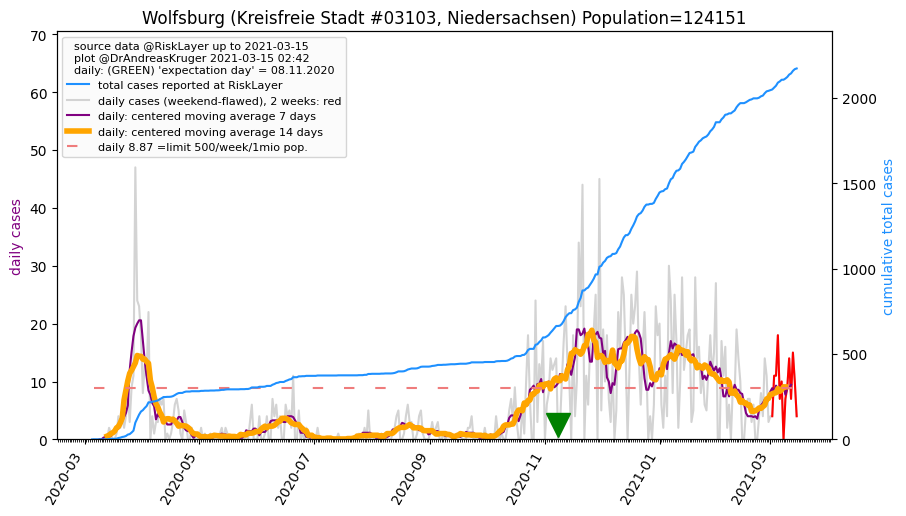 Wolfsburg (Kreisfreie Stadt #03103, Niedersachsen) Population=124151
source data @RiskLayer up to 2021-03-15
plot @DrAndreasKruger 2021-03-15 02:42
daily: (GREEN) 'expectation day' = 08.11.2020
total cases reported at RiskLayer
daily cases (weekend-flawed), 2 weeks: red
daily: centered moving average 7 days
daily: centered moving average 14 days
daily 8.87 =limit 500/week/1mio pop.
daily cases
70
60
50
40
30
20
10
0
cumulative total cases
2000
1500
1000
500
0
2020-03
2020-05
2020-07
2020-09
2020-11
2021-01
2021-03